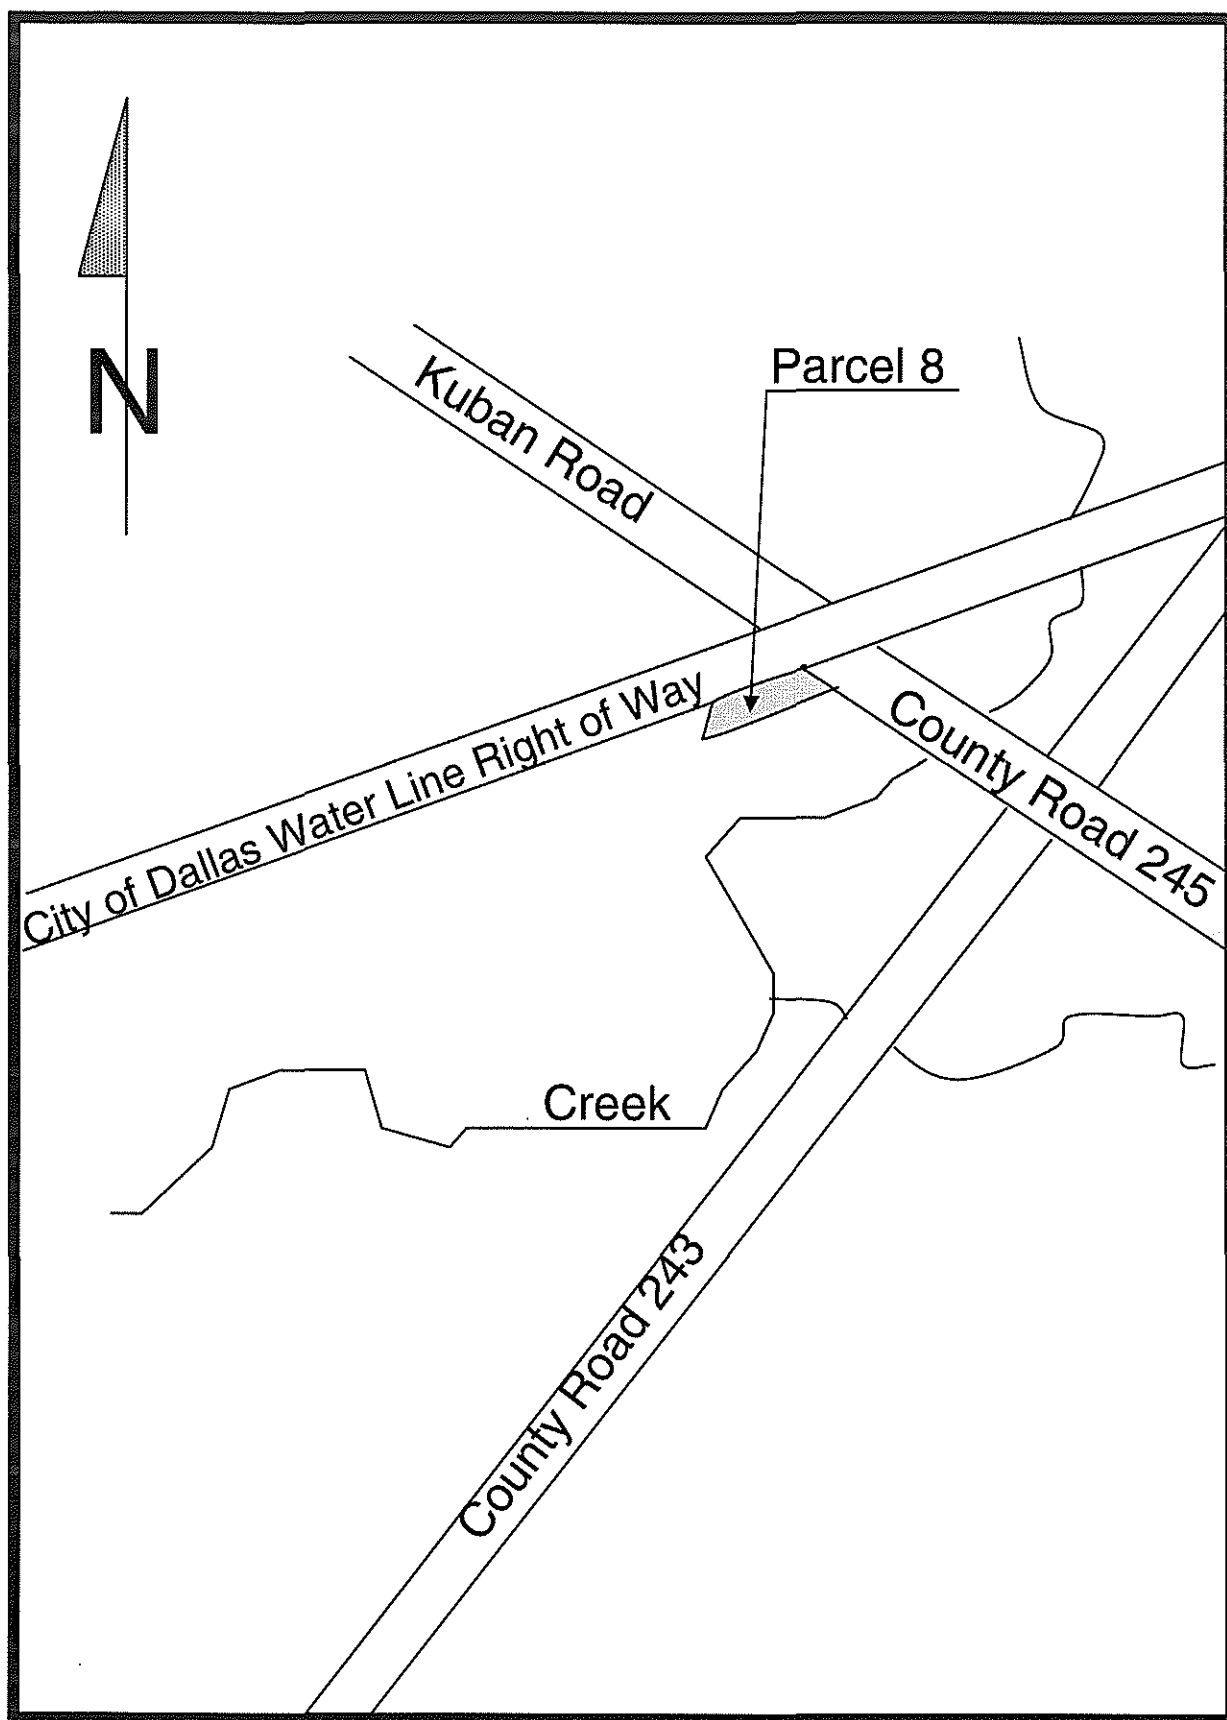 N
Parcel 8
Kuban Road
City of Dallas Water Line Right of Way
County Road 245
Creek
County Road 243